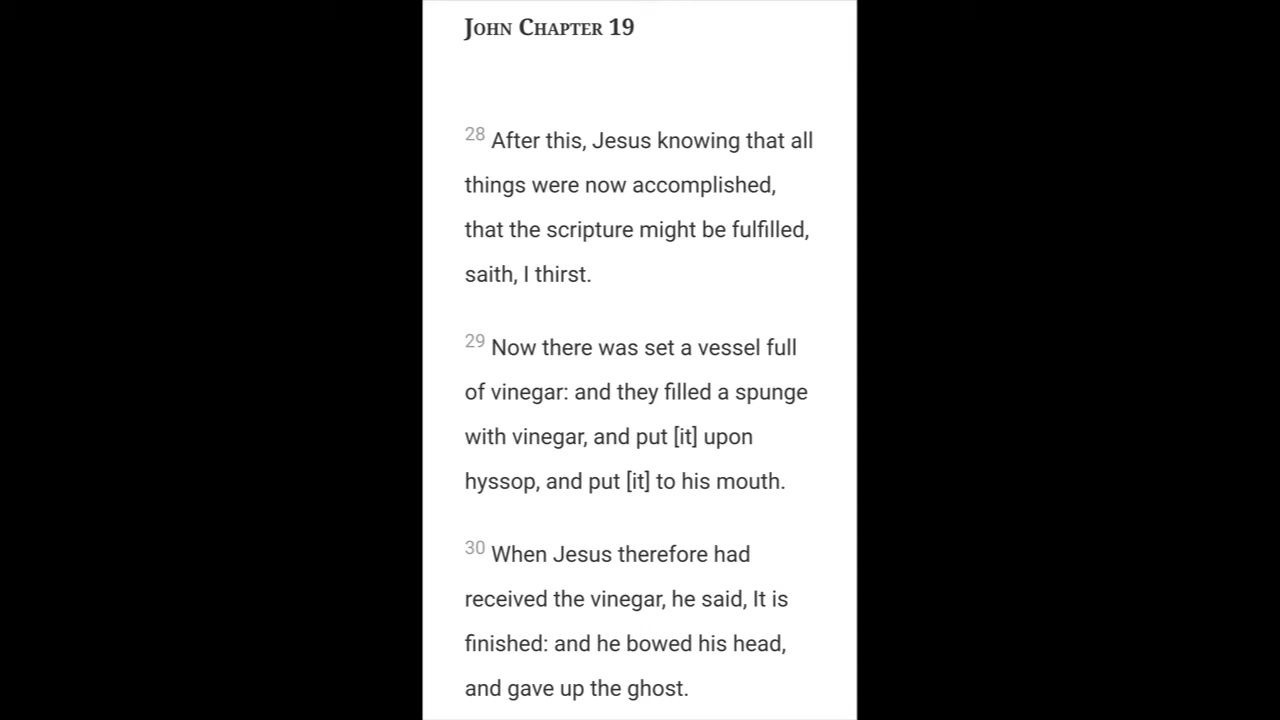 John Chapter 19
28 After this, Jesus knowing that all
things were now accomplished,
that the scripture might be fulfilled,
saith, I thirst.
29 Now there was set a vessel full
of vinegar: and they filled a spunge
with vinegar, and put [it] upon
hyssop, and put [it] to his mouth.
30 When Jesus therefore had
received the vinegar, he said, It is
finished: and he bowed his head,
and gave up the ghost.